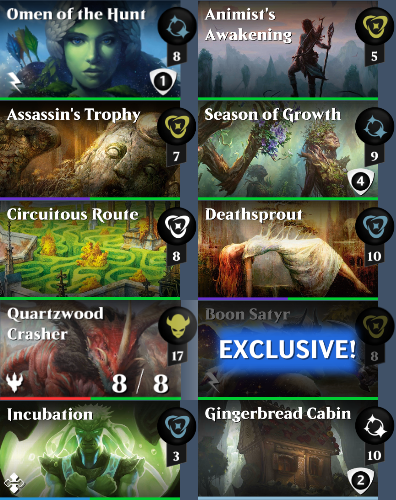 Omen of the Hunt
8
1
Animist's
Awakening
5
Assassin's Trophy
7
Season of Growth
9
4
Circuitous Route
8
Deathsprout
10
Quartzwood
Crasher
17
8 / 8
Boon Satyr
EXCLUSIVE!
8
Incubation
3
Gingerbread Cabin
10
2